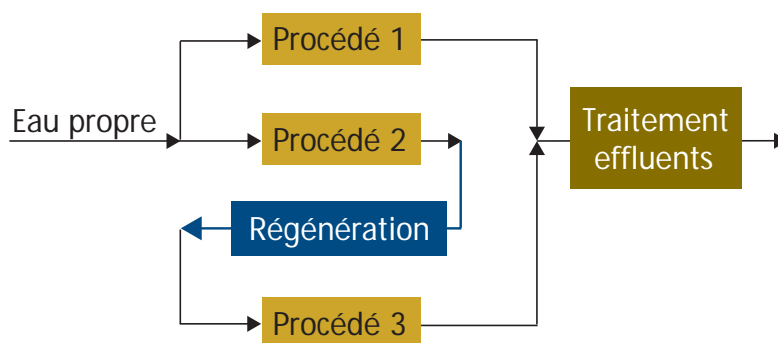 Procédé 1
Eau propre
Procédé 2
Traitement
effluents
Régénération
Procédé 3